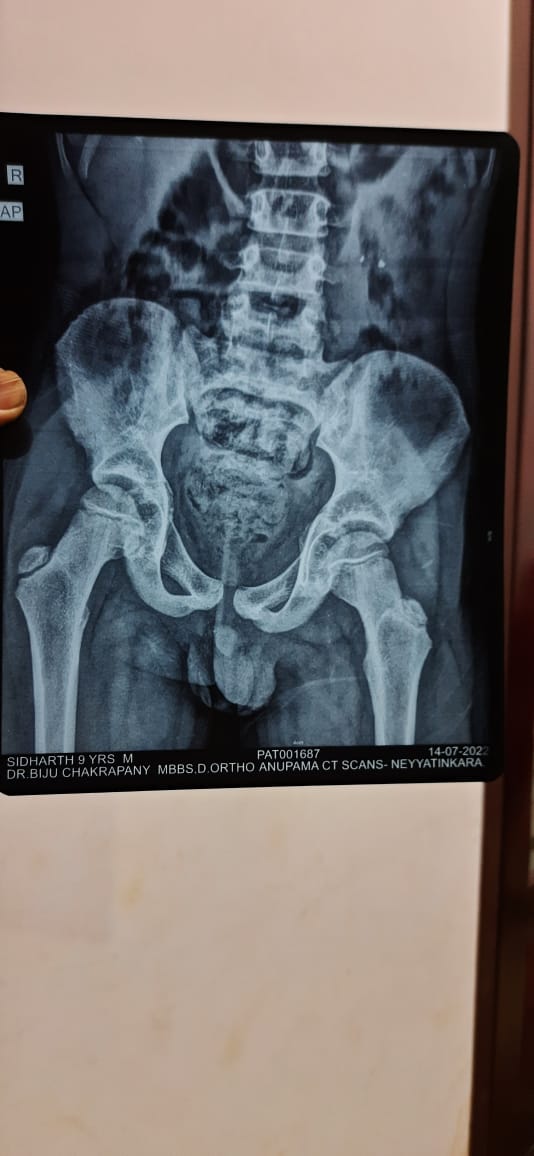 R
AP
SIDHARTH 9 YRS M PAT001687 14-07-2022
DR.BIJU CHAKRAPANY MBBS,D.ORTHO ANUPAMA CT SCANS- NEYYATINKARA.